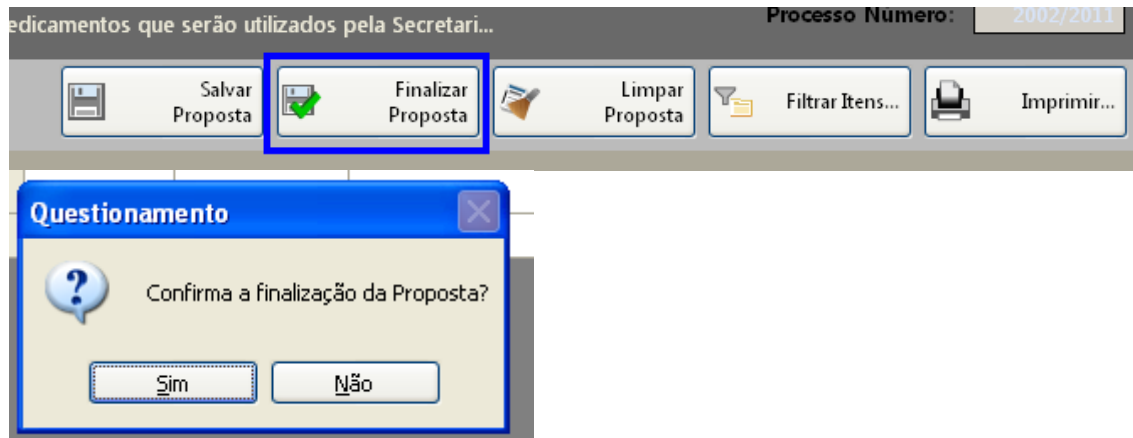 edicamentos que serão utilizados pela Secretari...
Processo Número: 2002/2011
Salvar
Proposta
Finalizar
Proposta
Limpar
Proposta
Filtrar Itens...
Imprimir...
Questionamento
Confirma a finalização da Proposta?
Sim
Não